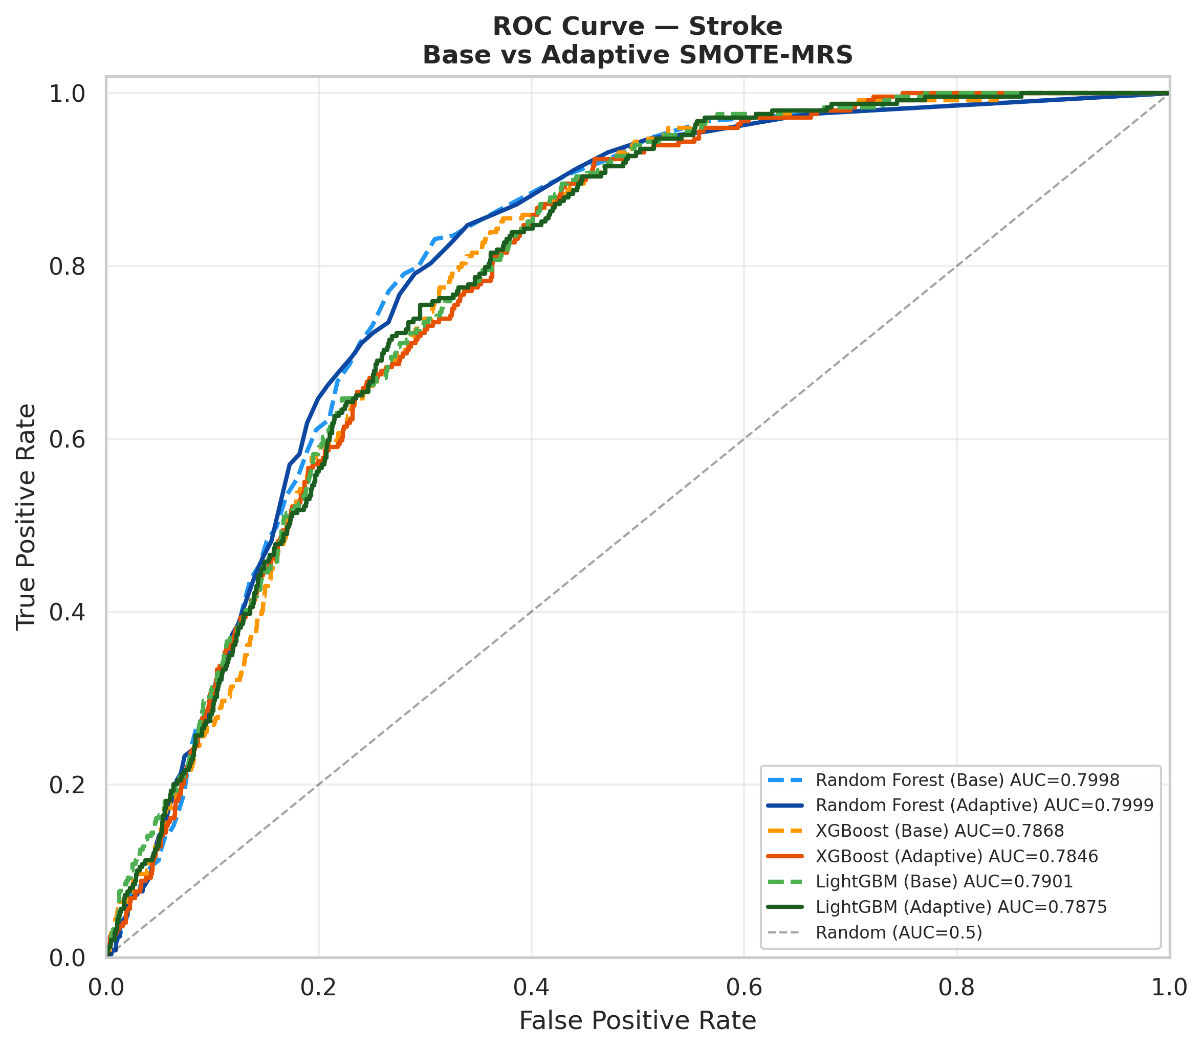 ROC Curve — Stroke
Base vs Adaptive SMOTE-MRS
True Positive Rate
1.0
0.8
0.6
0.4
0.2
0.0
Random Forest (Base) AUC=0.7998
Random Forest (Adaptive) AUC=0.7999
XGBoost (Base) AUC=0.7868
XGBoost (Adaptive) AUC=0.7846
LightGBM (Base) AUC=0.7901
LightGBM (Adaptive) AUC=0.7875
Random (AUC=0.5)
0.0 0.2 0.4 0.6 0.8 1.0
False Positive Rate